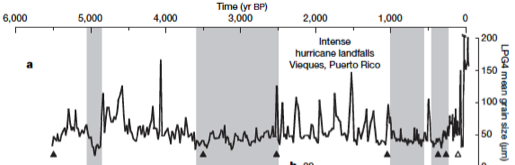 Time (yr BP)
6,000 5,000 4,000 3,000 2,000 1,000 0
a
Intense
hurricane landfalls
Vieques, Puerto Rico
200
150
100
50
0
LPG4 mean grain size (μm)